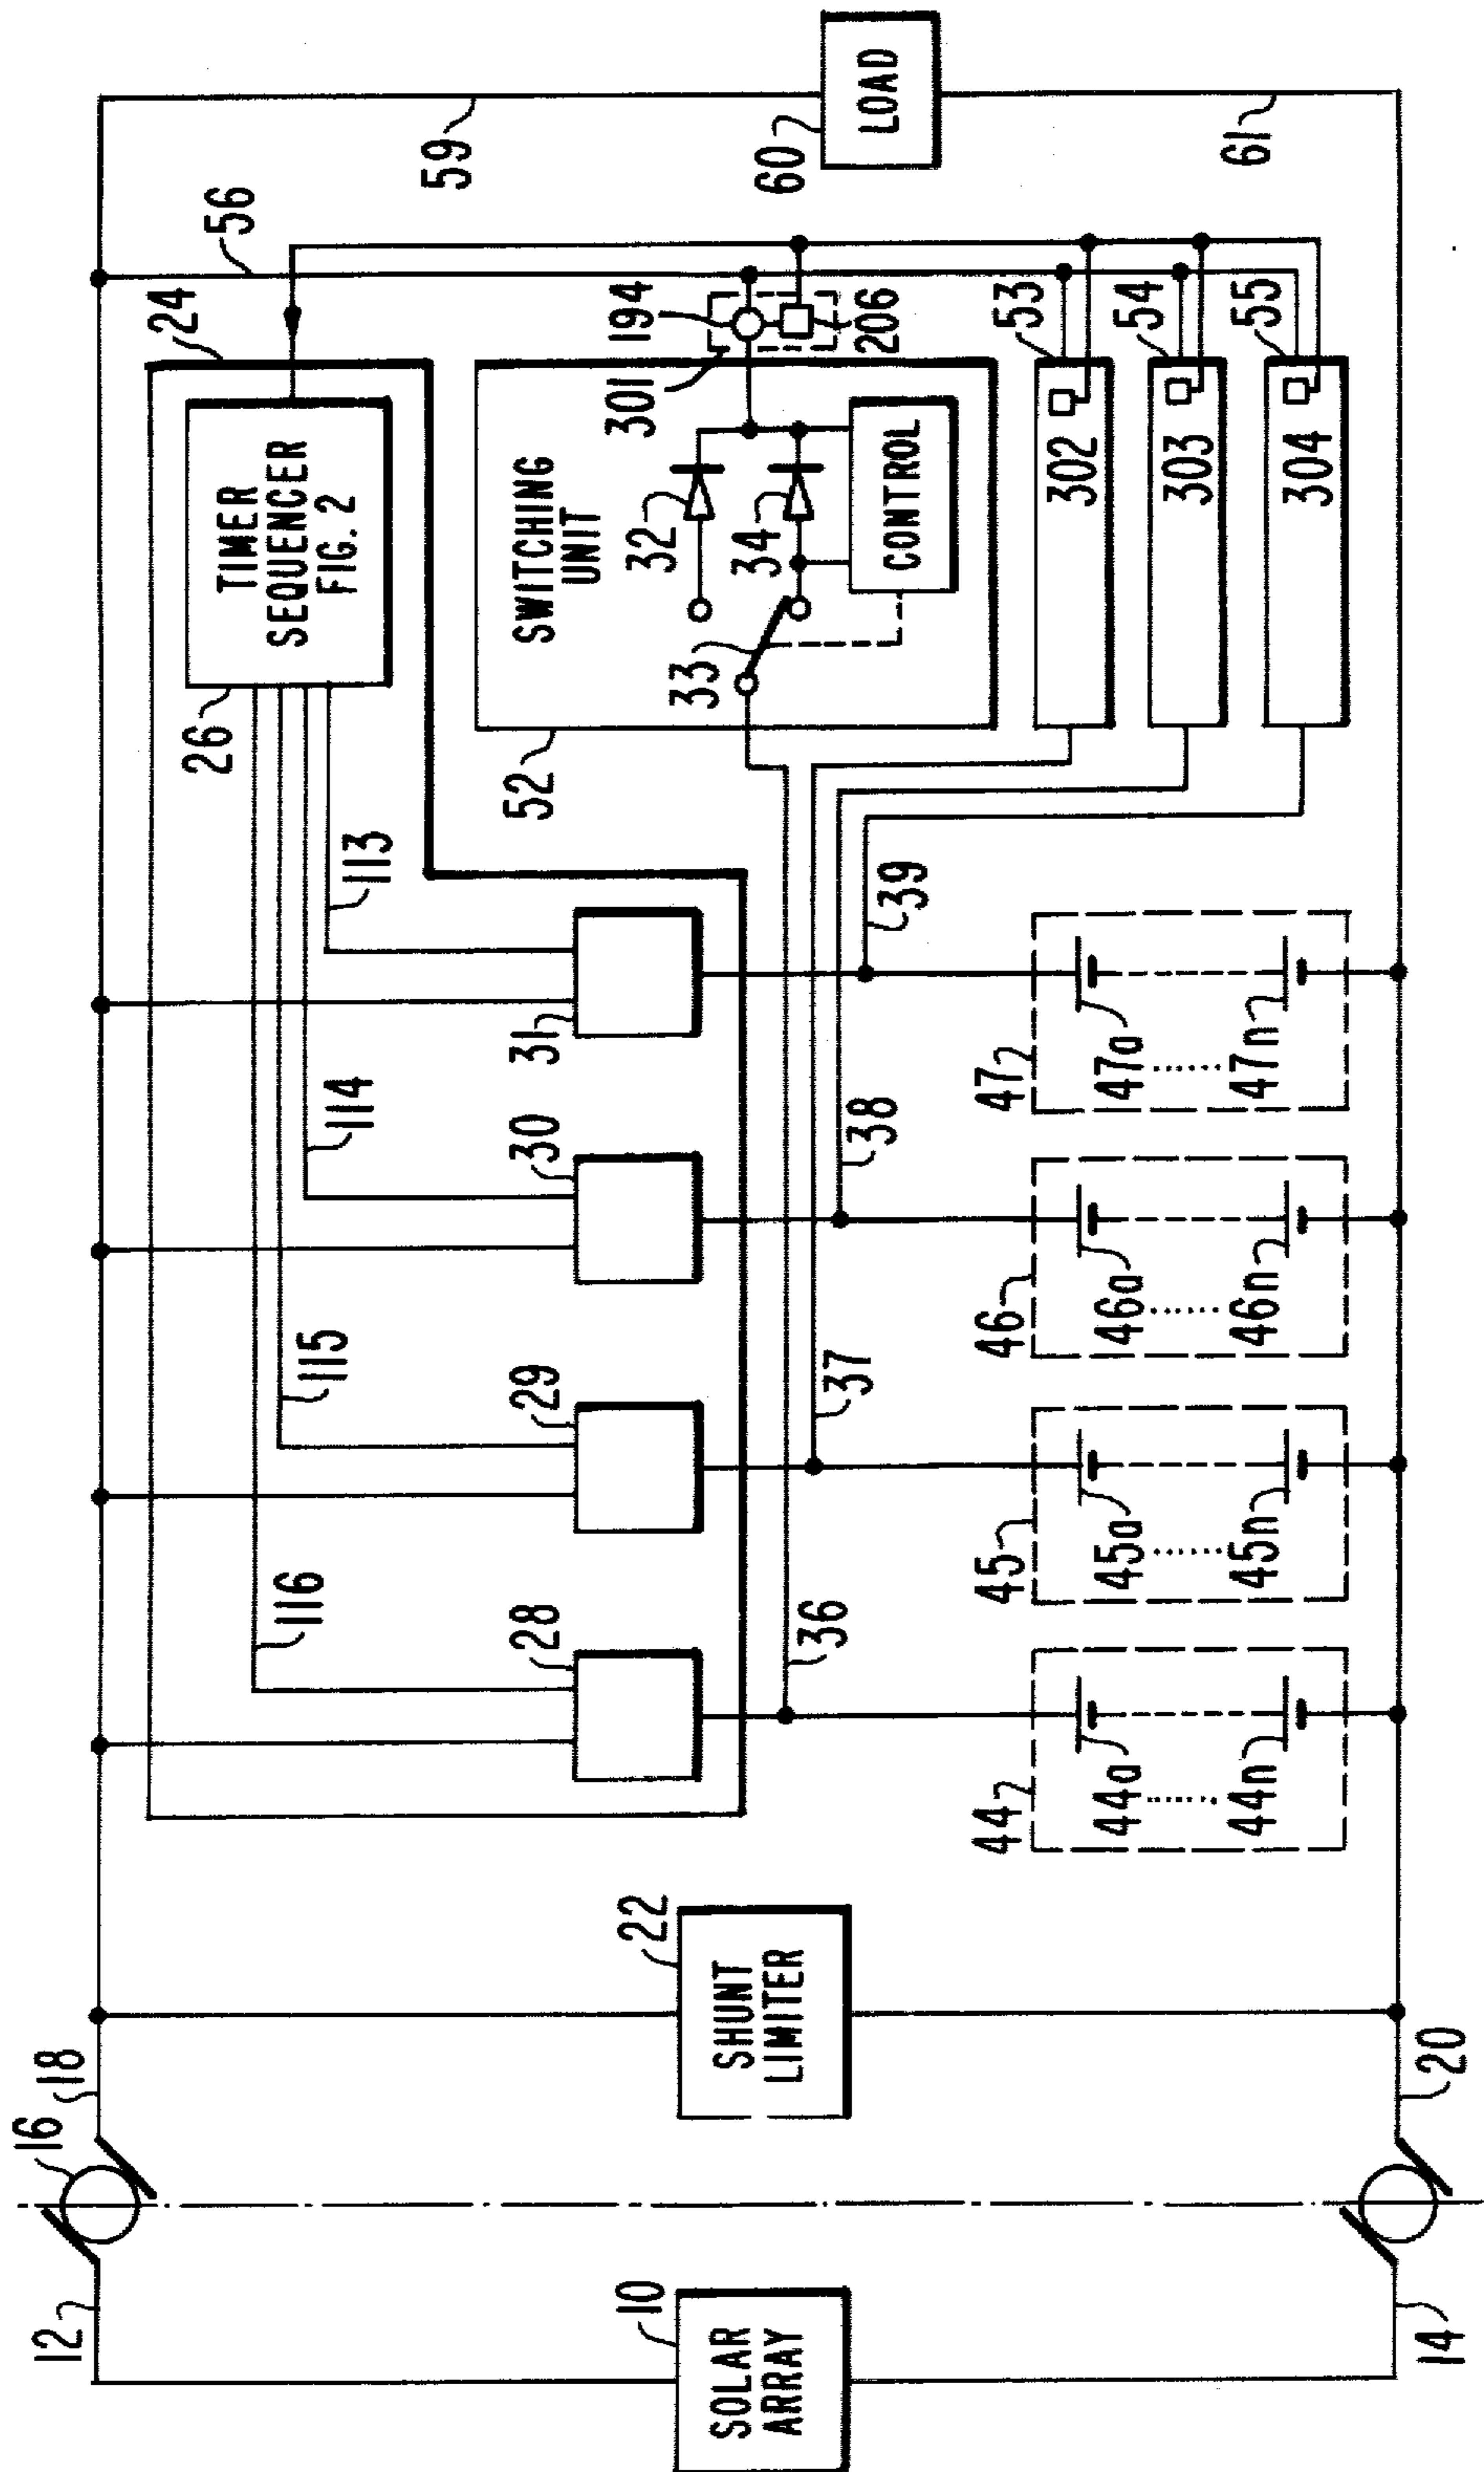 12
16
18
SOLAR
ARRAY
10
14
SHUNT
LIMITER
22
20
24
TIMER
SEQUENCER
FIG. 2
26
116
115
114
113
28
29
30
31
36
37
38
39
44
44a......44n
45
45a......45n
46
46a......46n
47
47a......47n
SWITCHING
UNIT
52
32
33
34
CONTROL
301
194
206
302
53
303
54
304
55
56
59
LOAD
60
61